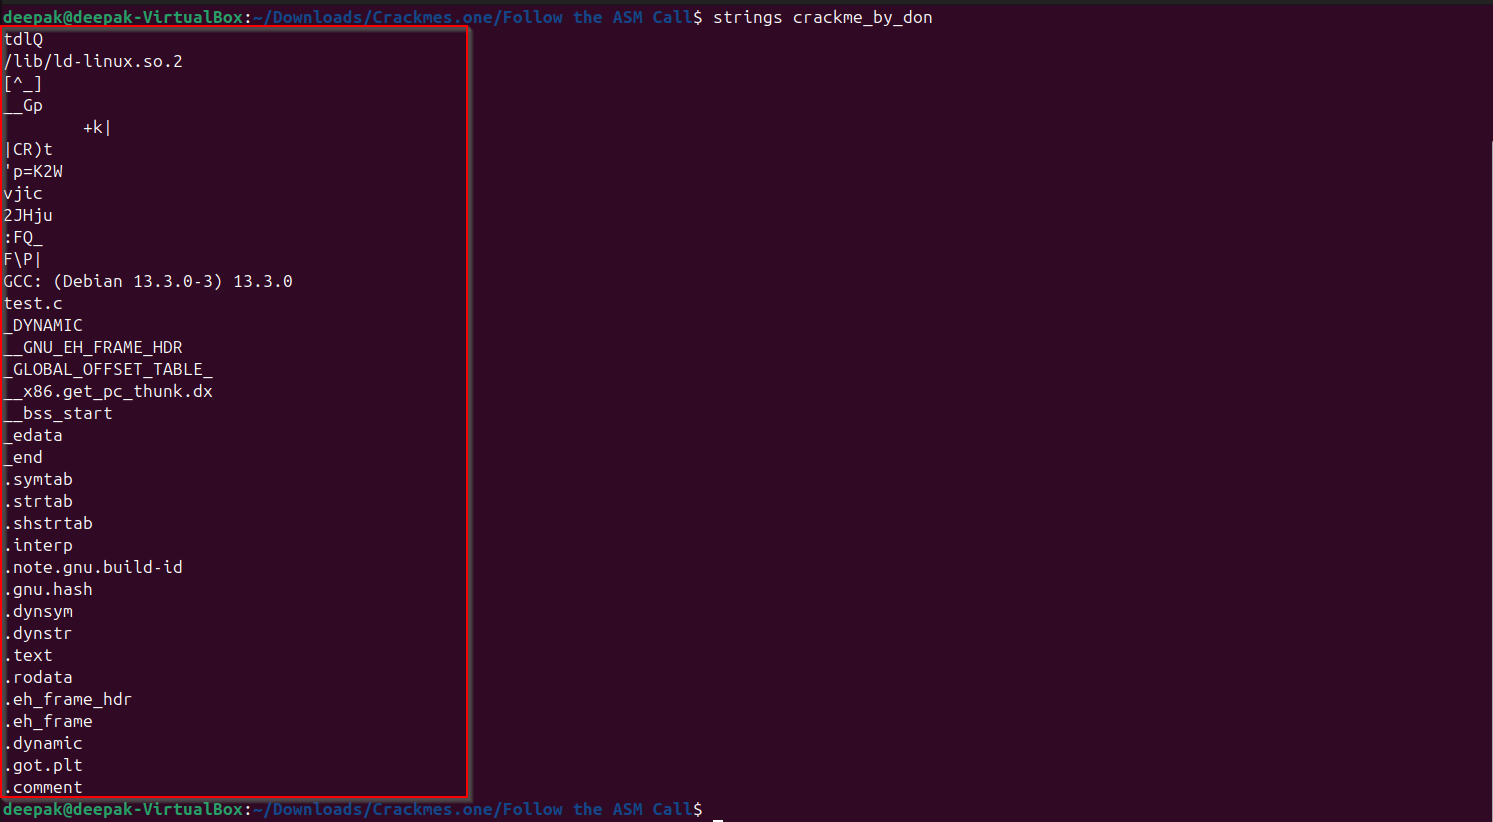 deepak@deepak-VirtualBox:~/Downloads/Crackmes.one/Follow the ASM Call$ strings crackme_by_don
tdlQ
/lib/ld-linux.so.2
[^_]
__Gp
+k|
|CR)t
'p=K2W
vjic
2JHju
:FQ_
F\P|
GCC: (Debian 13.3.0-3) 13.3.0
test.c
_DYNAMIC
__GNU_EH_FRAME_HDR
_GLOBAL_OFFSET_TABLE_
__x86.get_pc_thunk.dx
__bss_start
_edata
_end
.symtab
.strtab
.shstrtab
.interp
.note.gnu.build-id
.gnu.hash
.dynsym
.dynstr
.text
.rodata
.eh_frame_hdr
.eh_frame
.dynamic
.got.plt
.comment
deepak@deepak-VirtualBox:~/Downloads/Crackmes.one/Follow the ASM Call$